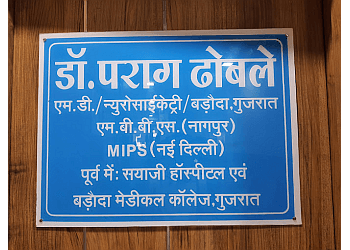 डॉ.पराग ढोबले
एम.डी./न्युरोसाईकेट्री/बड़ौदा,गुजरात
एम.बी.बीं.एस.(नागपुर)
MIPS(नई दिल्ली)
पूर्व में: सयाजी हॉस्पीटल एवं
बड़ौदा मेडीकल कॉलेज,गुजरात